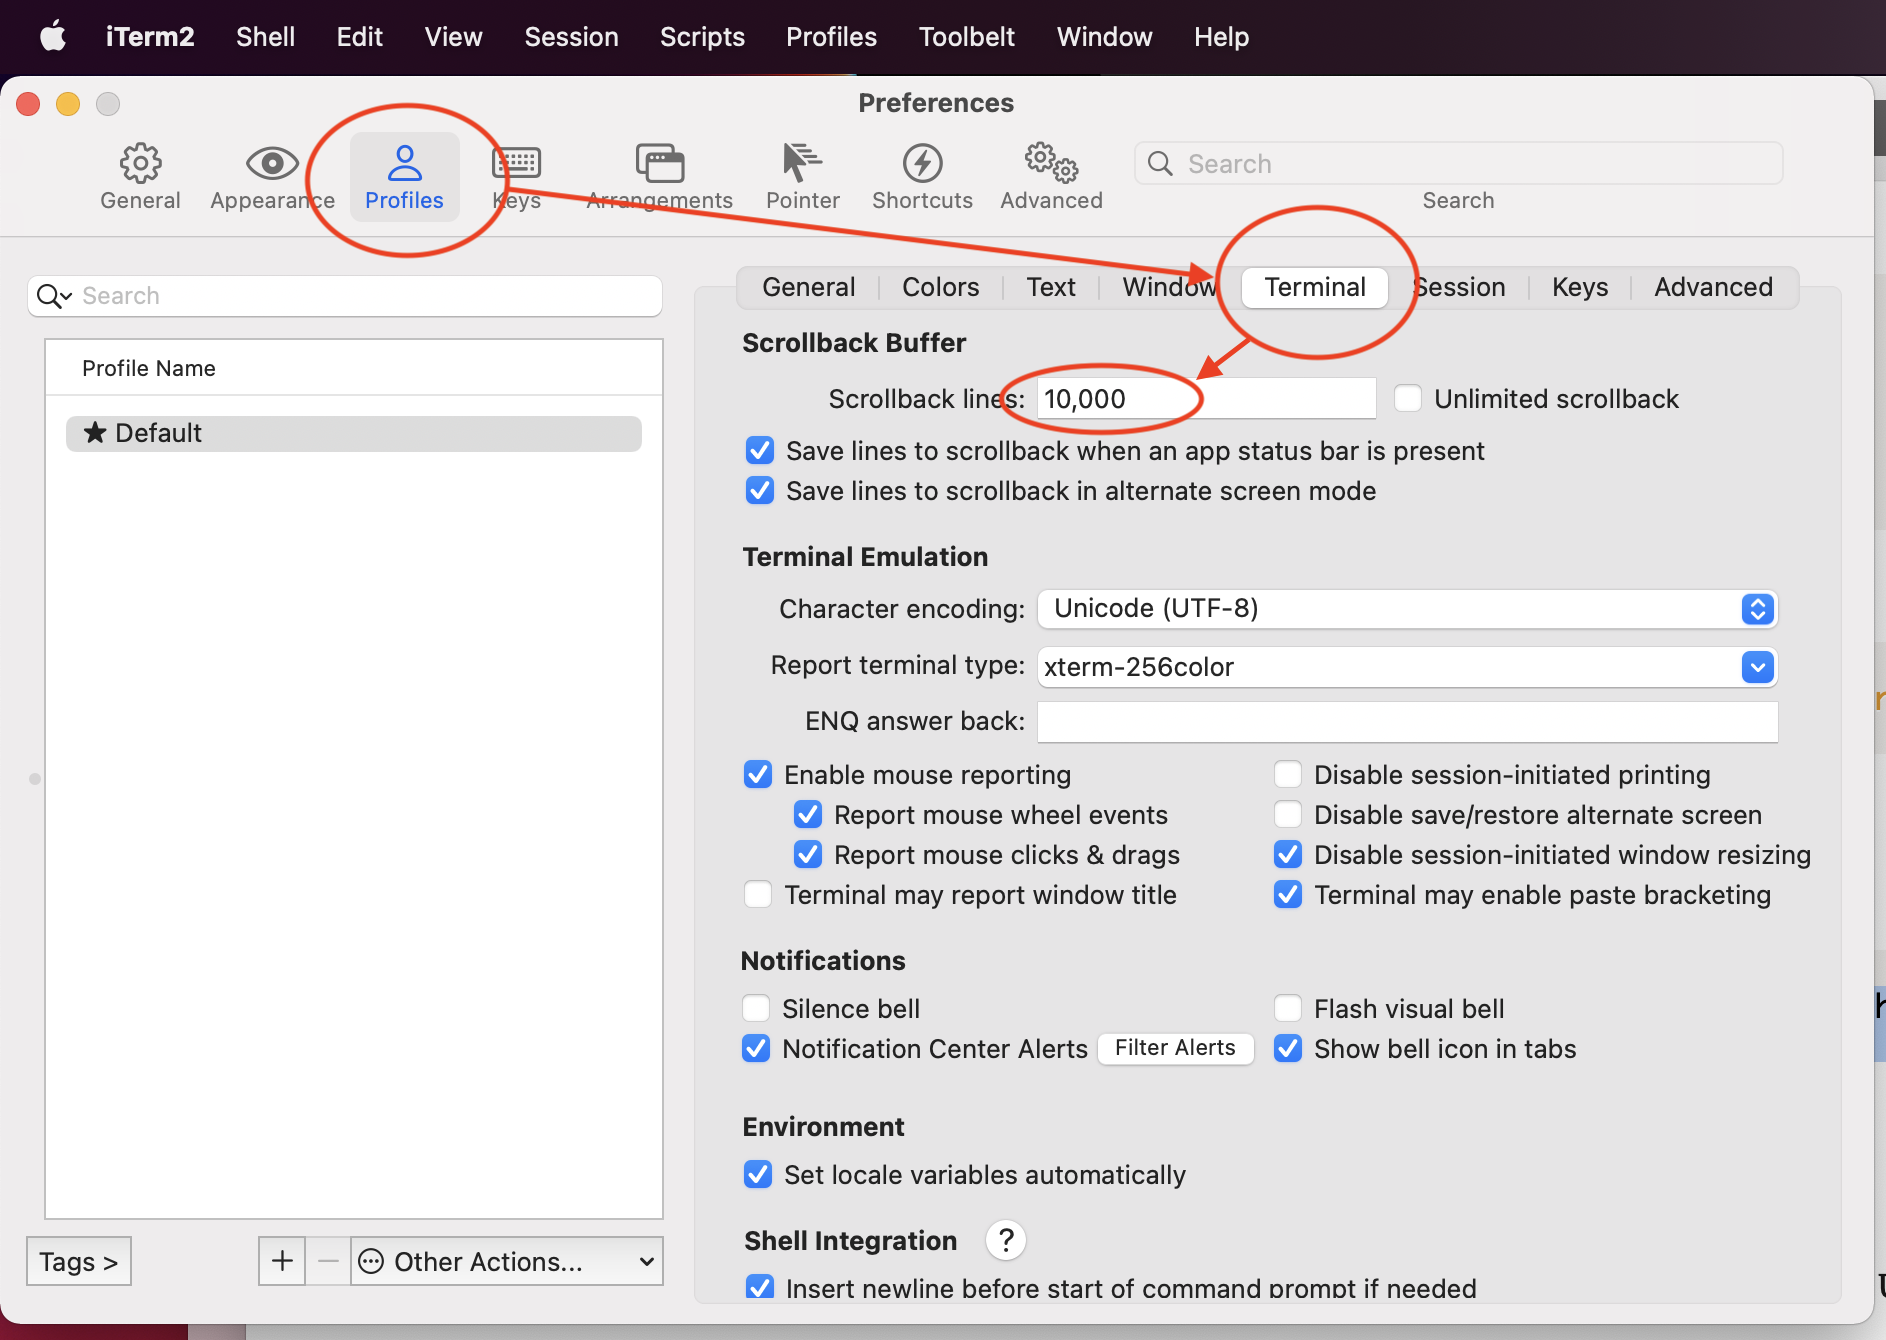 iTerm2 Shell Edit View Session Scripts Profiles Toolbelt Window Help
Preferences
General Appearance Profiles Keys Arrangements Pointer Shortcuts Advanced Search
Search
Search
General Colors Text Window Terminal Session Keys Advanced
Profile Name
★ Default
Scrollback Buffer
Scrollback lines: 10,000 Unlimited scrollback
Save lines to scrollback when an app status bar is present
Save lines to scrollback in alternate screen mode
Terminal Emulation
Character encoding: Unicode (UTF-8)
Report terminal type: xterm-256color
ENQ answer back:
Enable mouse reporting Disable session-initiated printing
Report mouse wheel events Disable save/restore alternate screen
Report mouse clicks & drags Disable session-initiated window resizing
Terminal may report window title Terminal may enable paste bracketing
Notifications
Silence bell Flash visual bell
Notification Center Alerts Filter Alerts Show bell icon in tabs
Environment
Set locale variables automatically
Shell Integration ?
Insert newline before start of command prompt if needed
Tags > + − Other Actions...